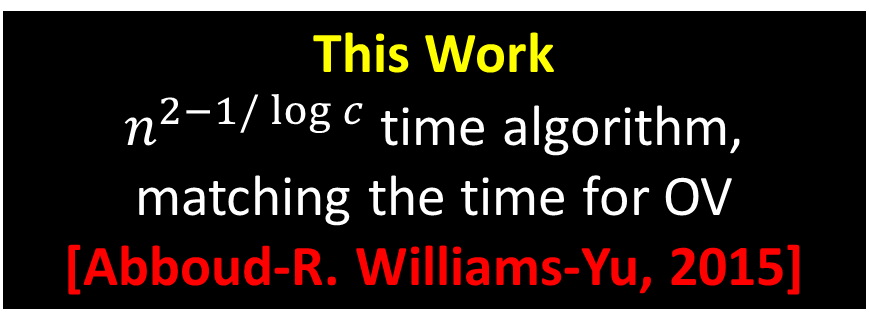 This Work
n^{2−1/ log c} time algorithm,
matching the time for OV
[Abboud-R. Williams-Yu, 2015]